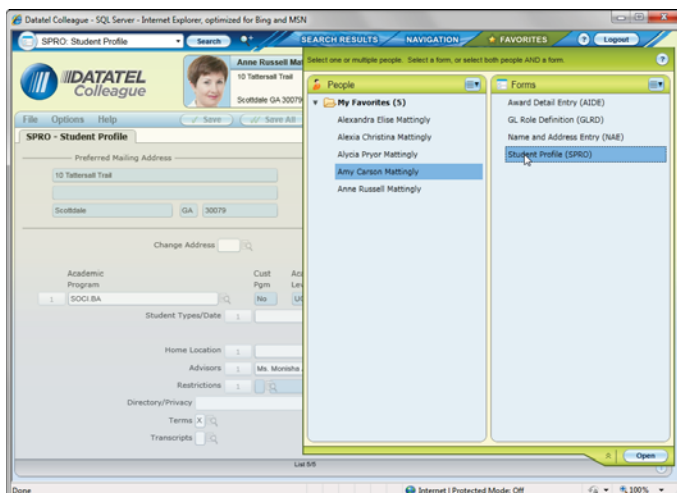 Datatel Colleague - SQL Server - Internet Explorer, optimized for Bing and MSN
SPRO: Student Profile
Search
SEARCH RESULTS
NAVIGATION
FAVORITES
?
Logout
DATATEL
Colleague
Anne Russell Mat
10 Tattersall Trail
Scottdale GA 30079
Select one or multiple people. Select a form, or select both people AND a form.
?
File Options Help
Save
Save All
SPRO - Student Profile
Preferred Mailing Address
10 Tattersall Trail
Scottdale GA 30079
Change Address
Academic
Program
Cust
Pgm
Aca
Lev
1 SOCI.BA No UG
Student Types/Date 1
Home Location 1
Advisors 1 Ms. Monisha
Restrictions 1
Directory/Privacy
Terms X
Transcripts
List 5/5
People
My Favorites (5)
Alexandra Elise Mattingly
Alexia Christina Mattingly
Alycia Pryor Mattingly
Amy Carson Mattingly
Anne Russell Mattingly
Forms
Award Detail Entry (AIDE)
GL Role Definition (GLRD)
Name and Address Entry (NAE)
Student Profile (SPRO)
Open
Done
Internet | Protected Mode: Off
100%